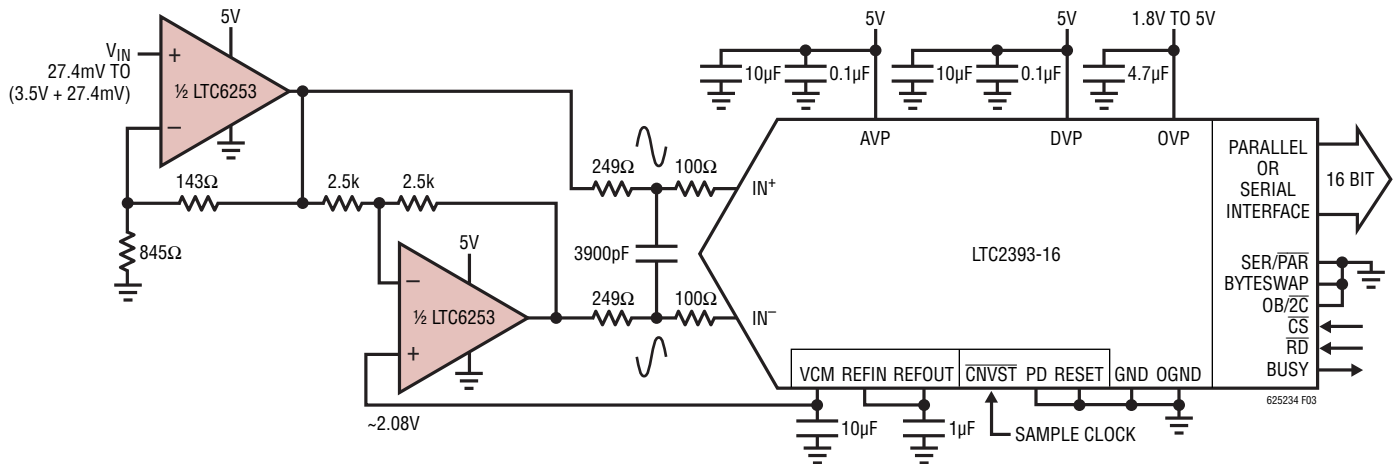 5V
VIN
27.4mV TO
(3.5V + 27.4mV)
+
½ LTC6253
–
143Ω
2.5k
2.5k
845Ω
5V
–
½ LTC6253
+
~2.08V
249Ω
100Ω
3900pF
249Ω
100Ω
5V
10µF
0.1µF
5V
10µF
0.1µF
1.8V TO 5V
4.7µF
AVP
DVP
OVP
IN+
IN–
LTC2393-16
PARALLEL
OR
SERIAL
INTERFACE
16 BIT
SER/PAR
BYTESWAP
OB/2C
CS
RD
BUSY
VCM REFIN REFOUT CNVST PD RESET GND OGND
10µF
1µF
SAMPLE CLOCK
625234 F03